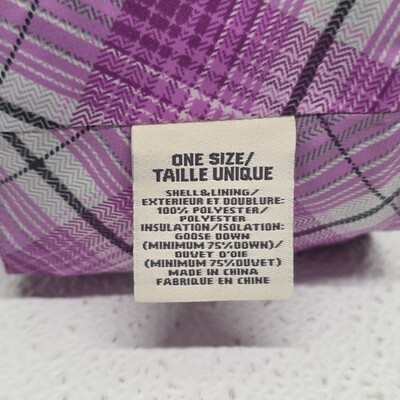 ONE SIZE/
TAILLE UNIQUE
SHELL&LINING/
EXTERIEUR ET DOUBLURE:
100% POLYESTER/
POLYESTER
INSULATION/ISOLATION:
GOOSE DOWN
(MINIMUM 75%DOWN)/
DUVET D'OIE
(MINIMUM 75%DUVET)
MADE IN CHINA
FABRIQUE EN CHINE